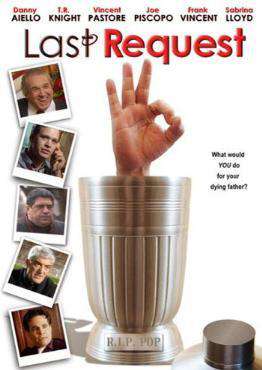 Danny AIELLO T.R. KNIGHT Vincent PASTORE Joe PISCOPO Frank VINCENT Sabrina LLOYD
Last Request
What would
YOU do
for your
dying father?
R.I.P. POP